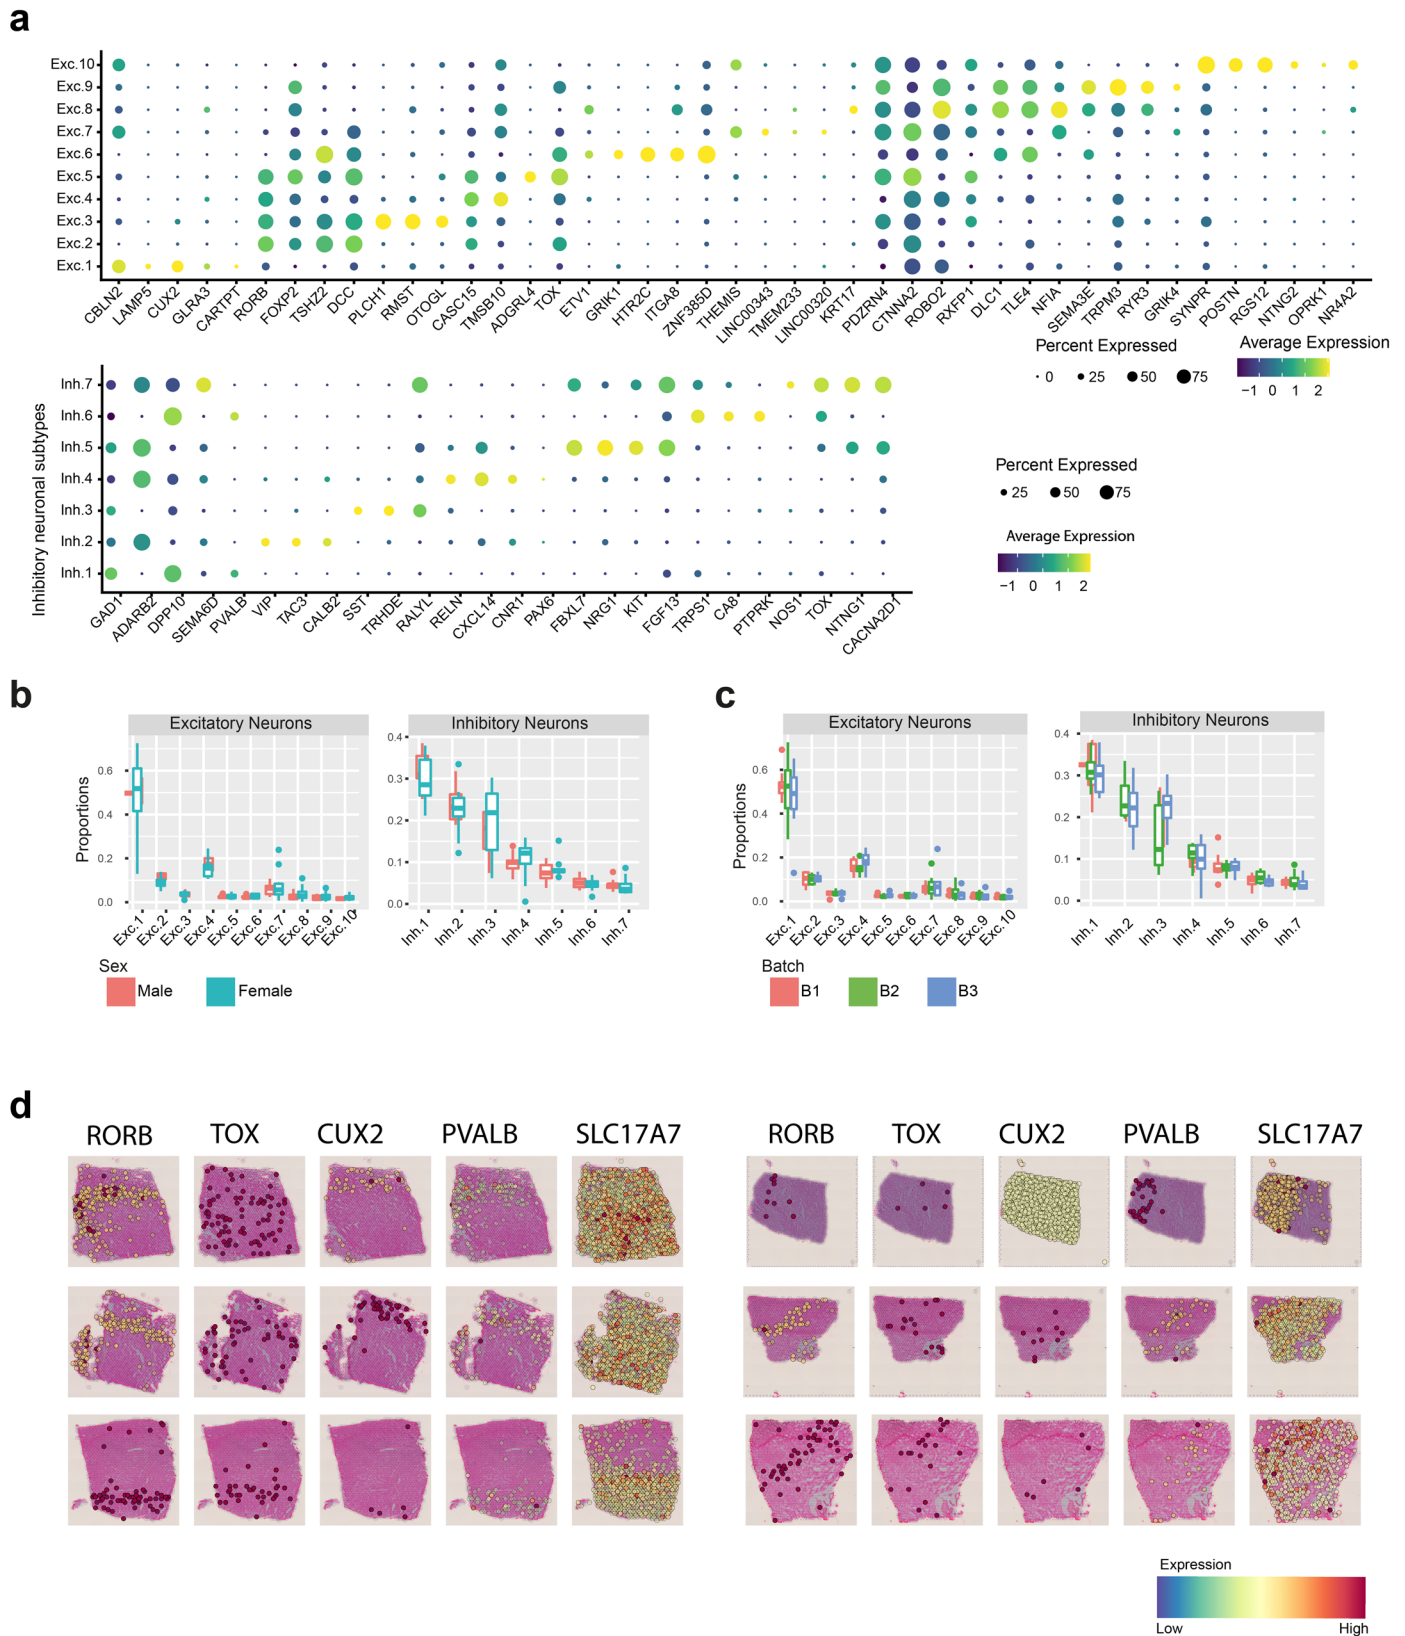 a
Exc.10
Exc.9
Exc.8
Exc.7
Exc.6
Exc.5
Exc.4
Exc.3
Exc.2
Exc.1
CBLN2 LAMP5 CUX2 GLRA3 CARTPT RORB FOXP2 TSHZ2 DCC PLCH1 RMST OTOGL CASC15 TMSB10 ADGRL4 TOX ETV1 GRIK1 HTR2C ITGA8 ZNF385D THEMIS LINC00343 TMEM233 LINC00320 KRT17 PDZRN4 CTNNA2 ROBO2 RXFP1 DLC1 TLE4 NFIA SEMA3E TRPM3 RYR3 GRIK4 SYNPR POSTN RGS12 NTNG2 OPRK1 NR4A2
Percent Expressed
0 25 50 75
Average Expression
−1 0 1 2
Inhibitory neuronal subtypes
Inh.7
Inh.6
Inh.5
Inh.4
Inh.3
Inh.2
Inh.1
GAD1 ADARB2 DPP10 SEMA6D PVALB VIP TAC3 CALB2 SST TRHDE RALYL RELN CXCL14 CNR1 PAX6 FBXL7 NRG1 KIT FGF13 TRPS1 CA8 PTPRK NOS1 TOX NTNG1 CACNA2D1
Percent Expressed
25 50 75
Average Expression
−1 0 1 2
b
Excitatory Neurons
Inhibitory Neurons
Proportions
0.6
0.4
0.2
0.0
Exc.1 Exc.2 Exc.3 Exc.4 Exc.5 Exc.6 Exc.7 Exc.8 Exc.9 Exc.10
0.4
0.3
0.2
0.1
0.0
Inh.1 Inh.2 Inh.3 Inh.4 Inh.5 Inh.6 Inh.7
Sex
Male Female
c
Excitatory Neurons
Inhibitory Neurons
Proportions
0.6
0.4
0.2
0.0
Exc.1 Exc.2 Exc.3 Exc.4 Exc.5 Exc.6 Exc.7 Exc.8 Exc.9 Exc.10
0.4
0.3
0.2
0.1
0.0
Inh.1 Inh.2 Inh.3 Inh.4 Inh.5 Inh.6 Inh.7
Batch
B1 B2 B3
d
RORB TOX CUX2 PVALB SLC17A7
RORB TOX CUX2 PVALB SLC17A7
Expression
Low High